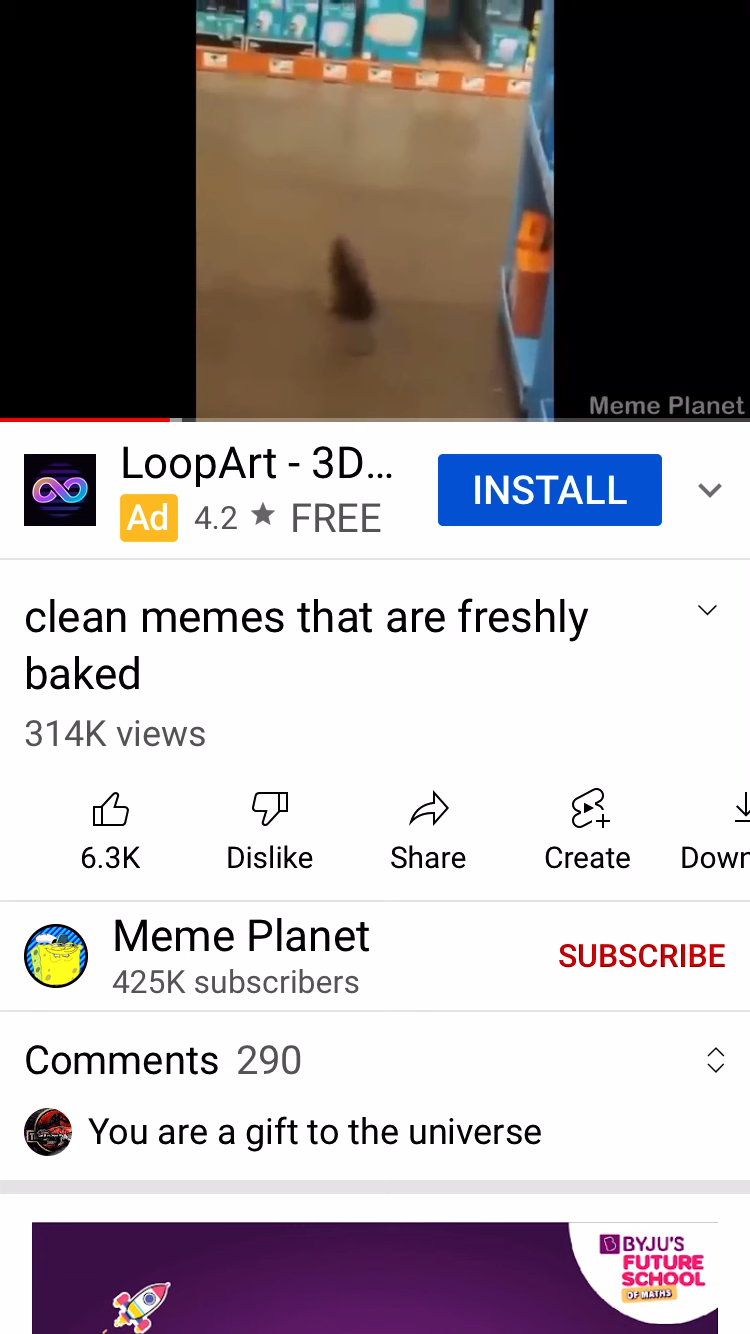 Meme Planet
LoopArt - 3D...
INSTALL
Ad 4.2 ★ FREE
clean memes that are freshly
baked
314K views
6.3K
Dislike
Share
Create
Down
Meme Planet
425K subscribers
SUBSCRIBE
Comments 290
You are a gift to the universe
BYJU'S
FUTURE
SCHOOL
OF MATHS